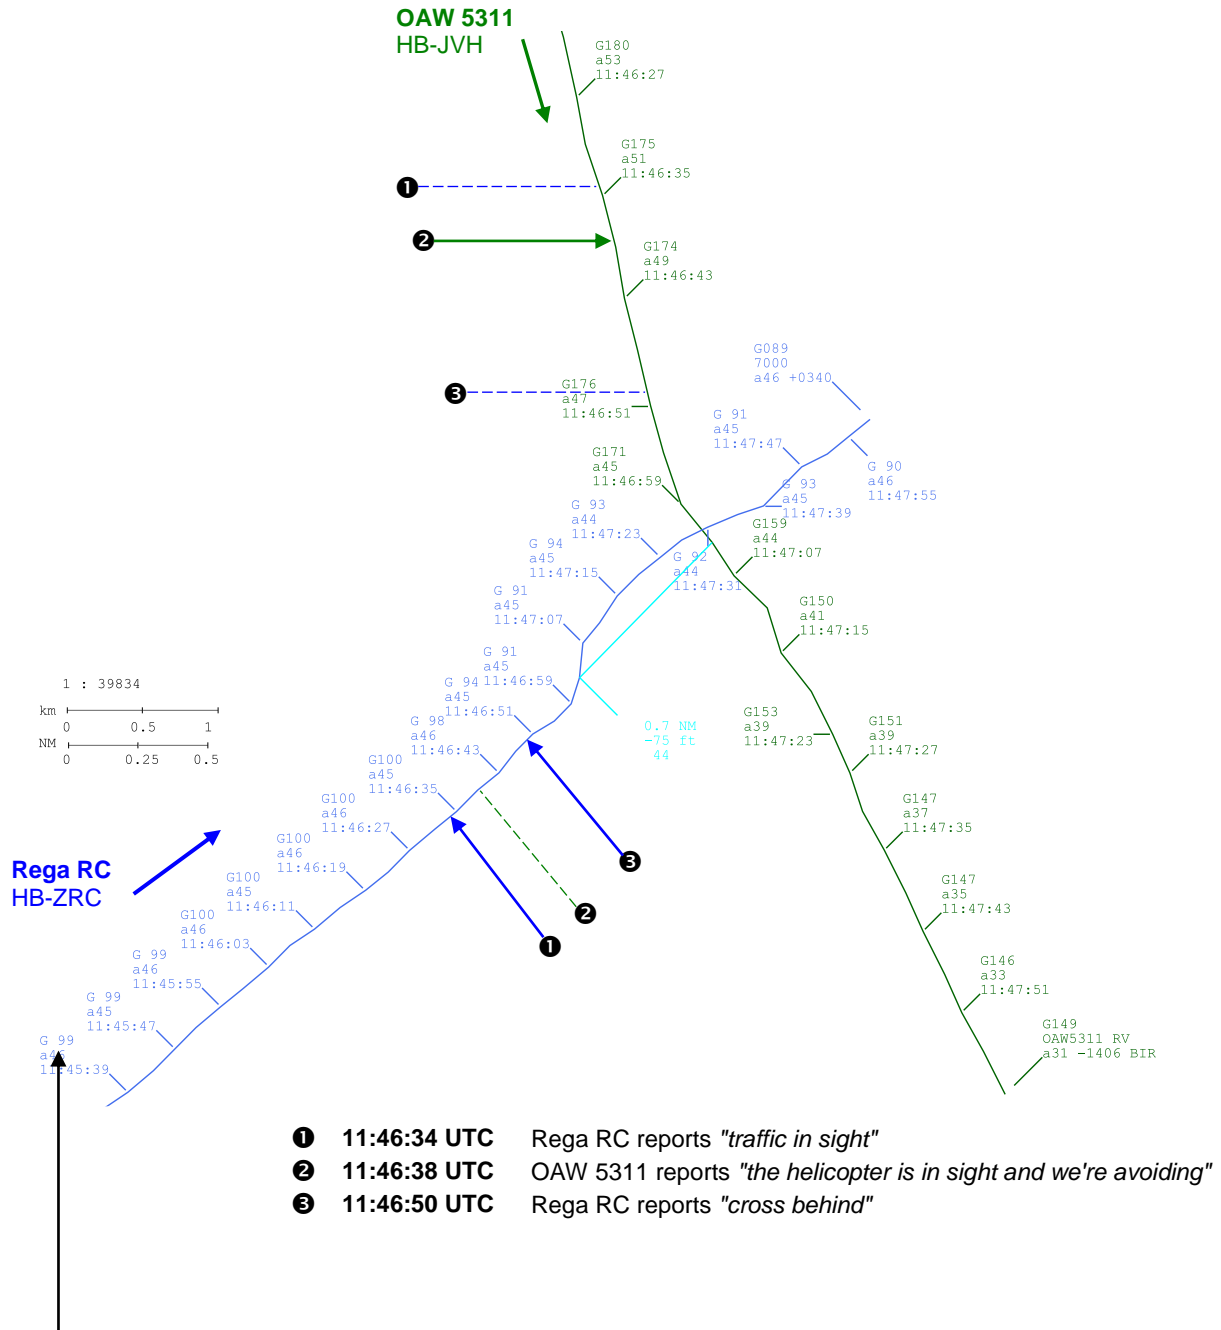 OAW 5311
HB-JVH
G180
a53
11:46:27
G175
a51
11:46:35
❶
❷
G174
a49
11:46:43
G089
7000
a46 +0340
❸
G176
a47
11:46:51
G 91
a45
11:47:47
G171
a45
11:46:59
G 90
a46
11:47:55
G 93
a45
11:47:39
G 93
a44
11:47:23
G159
a44
11:47:07
G 94
a45
11:47:15
G 92
a44
11:47:31
G 91
a45
11:47:07
G150
a41
11:47:15
G 91
a45
11:46:59
1 : 39834
km
0 0.5 1
NM
0 0.25 0.5
G 94
a45
11:46:51
G 98
a46
11:46:43
0.7 NM
-75 ft
44
G153
a39
11:47:23
G151
a39
11:47:27
G100
a45
11:46:35
G100
a46
11:46:27
G147
a37
11:47:35
G100
a46
11:46:19
❸
Rega RC
HB-ZRC
G100
a45
11:46:11
G147
a35
11:47:43
❷
G100
a46
11:46:03
❶
G 99
a46
11:45:55
G146
a33
11:47:51
G 99
a45
11:45:47
G149
OAW5311 RV
a31 -1406 BIR
G 99
11:45:39
❶ 11:46:34 UTC Rega RC reports "traffic in sight"
❷ 11:46:38 UTC OAW 5311 reports "the helicopter is in sight and we're avoiding"
❸ 11:46:50 UTC Rega RC reports "cross behind"